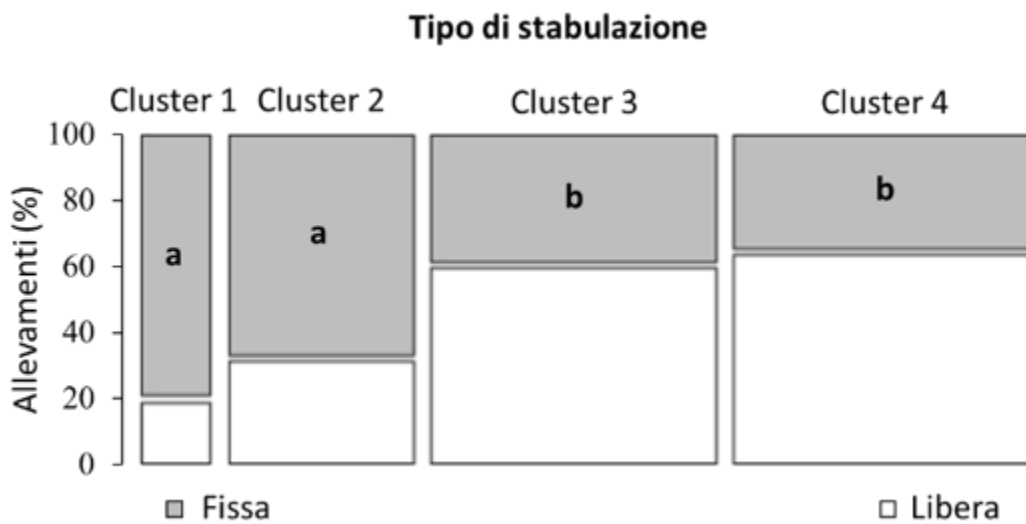 Tipo di stabulazione
Cluster 1 Cluster 2 Cluster 3 Cluster 4
Allevamenti (%)
100
80
60
40
20
0
a a b b
Fissa Libera